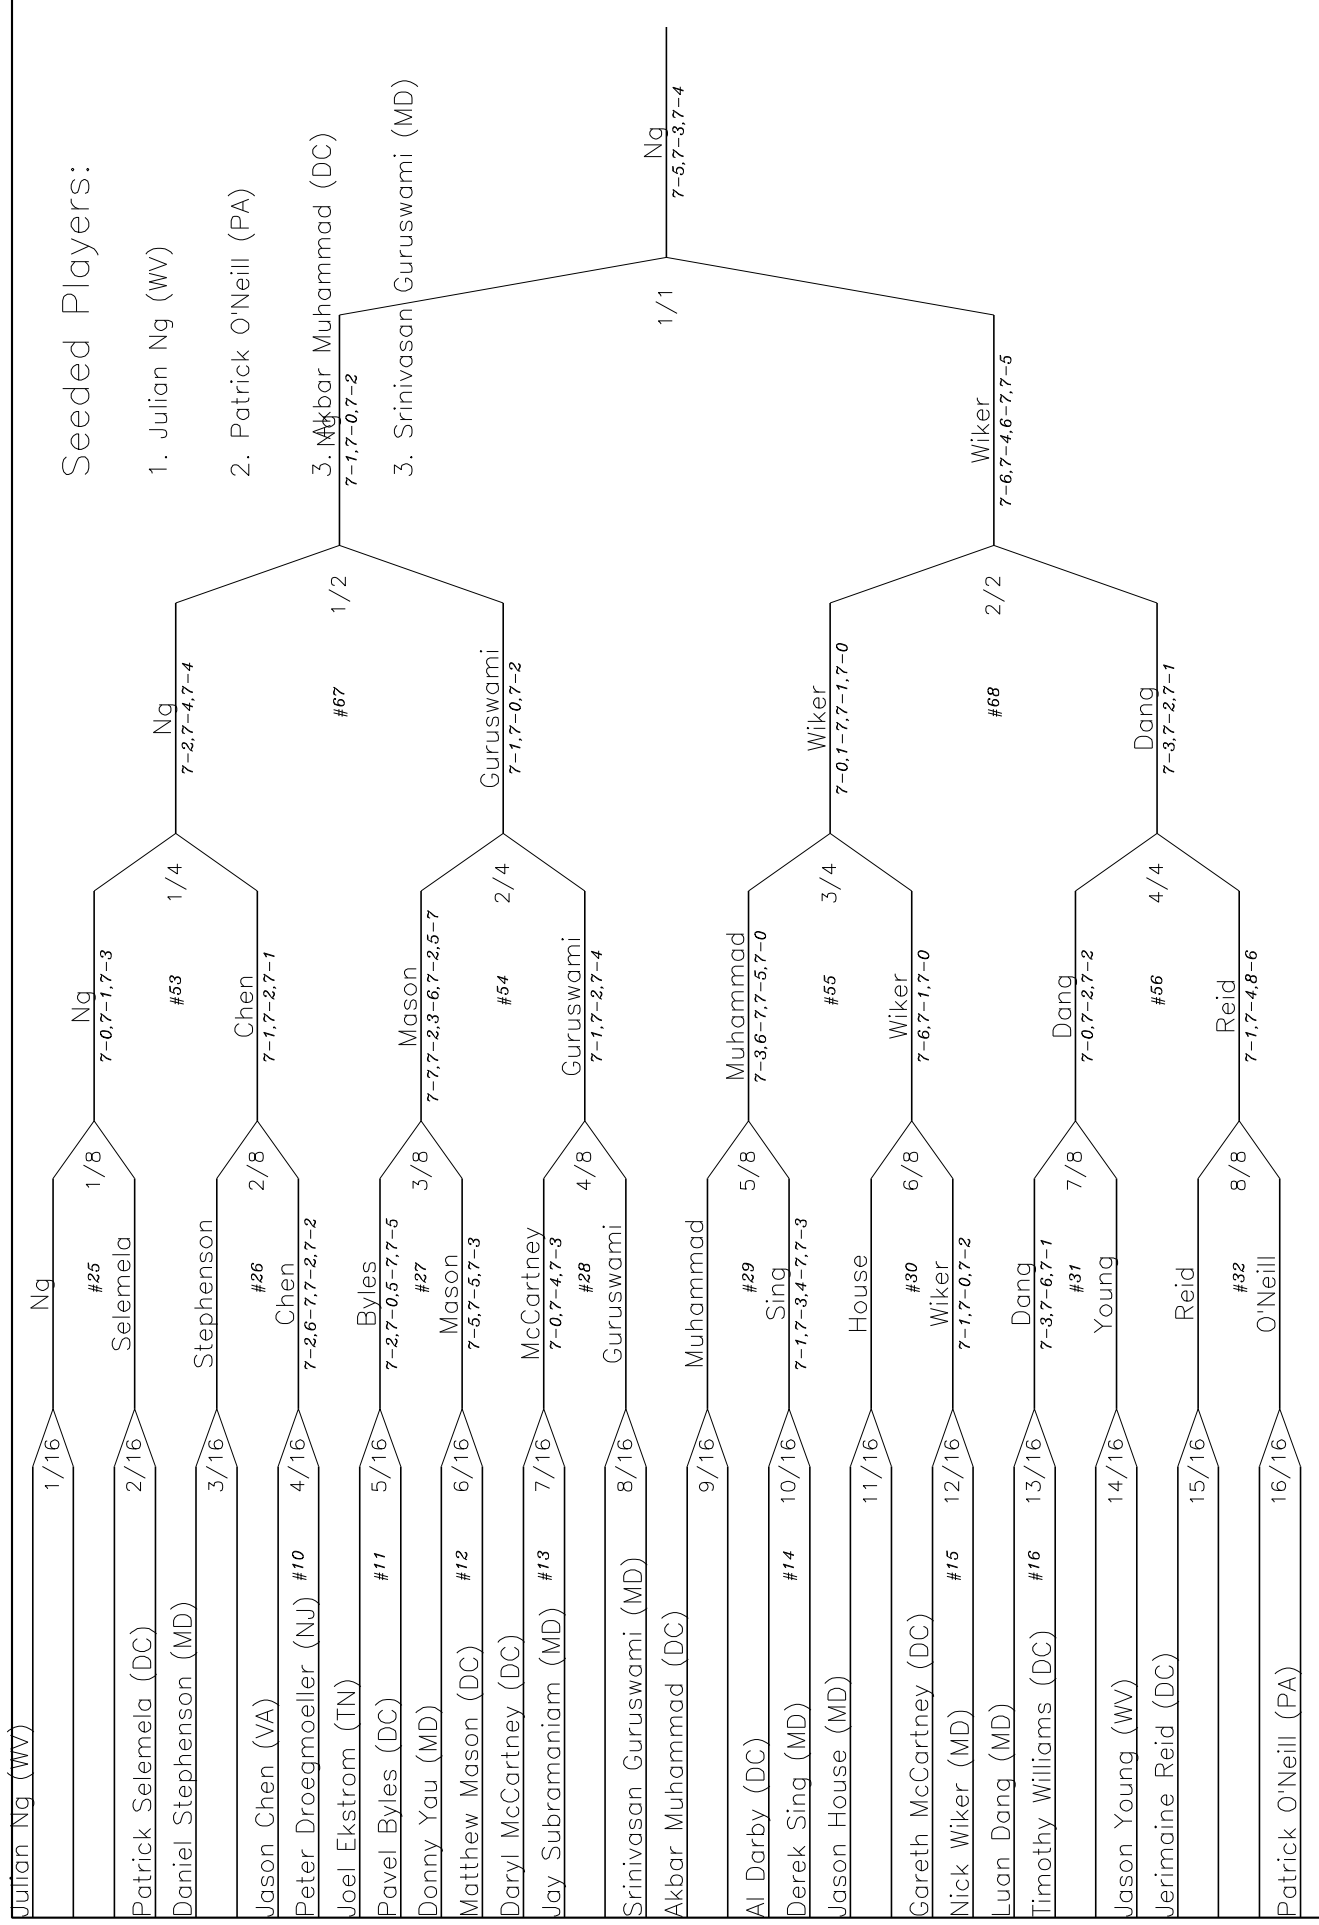 Seeded Players:
1. Julian Ng (WV)
2. Patrick O'Neill (PA)
3. Akbar Muhammad (DC)
3. Srinivasan Guruswami (MD)
Julian Ng (WV)
Patrick Selemela (DC)
Daniel Stephenson (MD)
Jason Chen (VA)
Peter Droegmoeller (NJ)
Joel Ekstrom (TN)
Pavel Byles (DC)
Donny Yau (MD)
Matthew Mason (DC)
Daryl McCartney (DC)
Jay Subramaniam (MD)
Srinivasan Guruswami (MD)
Akbar Muhammad (DC)
Al Darby (DC)
Derek Sing (MD)
Jason House (MD)
Gareth McCartney (DC)
Nick Wiker (MD)
Luan Dang (MD)
Timothy Williams (DC)
Jason Young (WV)
Jerimaine Reid (DC)
Patrick O'Neill (PA)
#10
#11
#12
#13
#14
#15
#16
1/16
2/16
3/16
4/16
5/16
6/16
7/16
8/16
9/16
10/16
11/16
12/16
13/16
14/16
15/16
16/16
Ng
Selemela
Stephenson
Chen
7-2,6-7,7-2,7-2
Byles
7-2,7-0,5-7,7-5
Mason
7-5,7-5,7-3
McCartney
7-0,7-4,7-3
Guruswami
Muhammad
Sing
7-1,7-3,4-7,7-3
House
Wiker
7-1,7-0,7-2
Dang
7-3,7-6,7-1
Young
Reid
O'Neill
#25
#26
#27
#28
#29
#30
#31
#32
1/8
2/8
3/8
4/8
5/8
6/8
7/8
8/8
Ng
7-0,7-1,7-3
Chen
7-1,7-2,7-1
Mason
7-7,7-2,3-6,7-2,5-7
Guruswami
7-1,7-2,7-4
Muhammad
7-3,6-7,7-5,7-0
Wiker
7-6,7-1,7-0
Dang
7-0,7-2,7-2
Reid
7-1,7-4,8-6
#53
#54
#55
#56
1/4
2/4
3/4
4/4
Ng
7-2,7-4,7-4
Guruswami
7-1,7-0,7-2
Wiker
7-0,1-7,7-1,7-0
Dang
7-3,7-2,7-1
#67
#68
1/2
2/2
Ng
7-1,7-0,7-2
Wiker
7-6,7-4,6-7,7-5
1/1
Ng
7-5,7-3,7-4